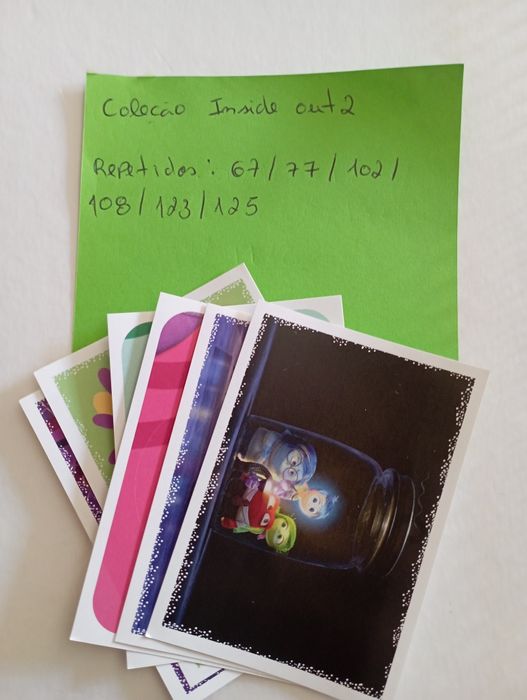 Coleção Inside out 2
Repetidos: 67/77/102/
108/123/125